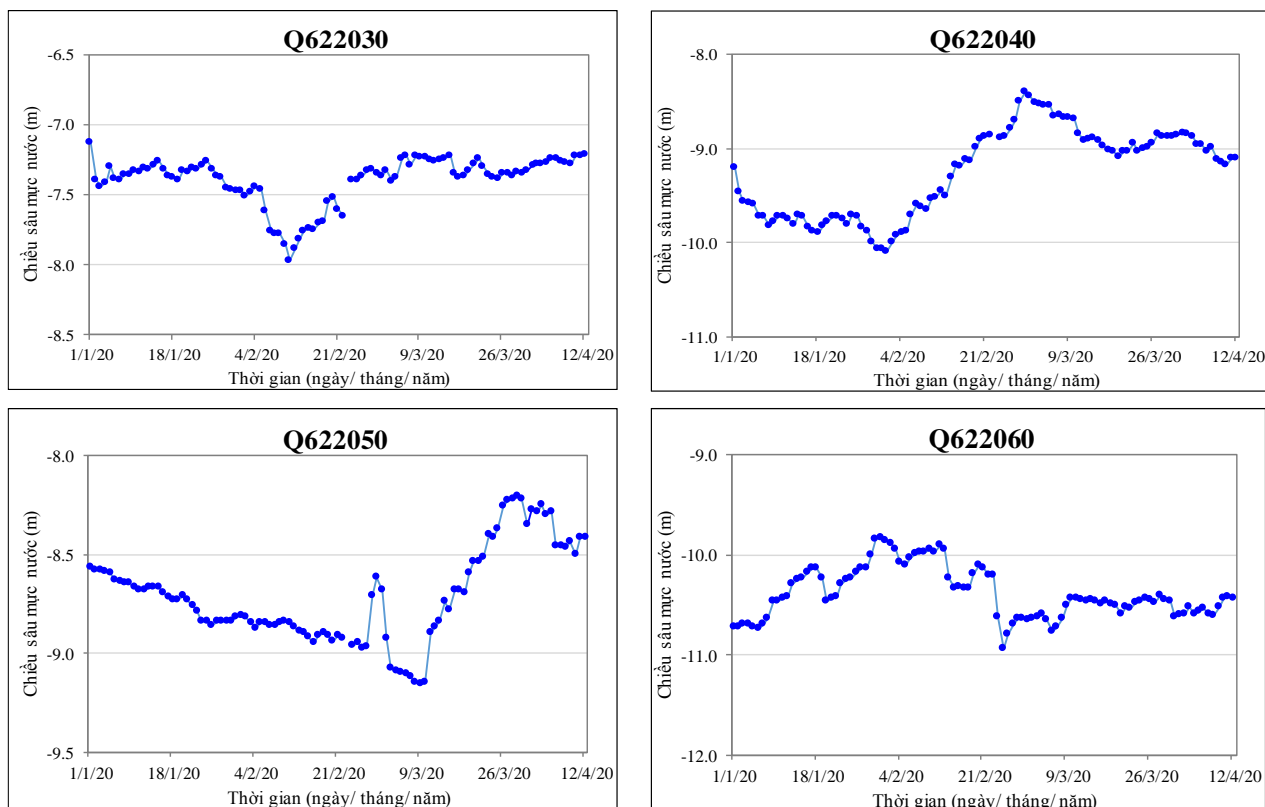 Q622030
Chiều sâu mực nước (m)
-6.5
-7.0
-7.5
-8.0
-8.5
1/1/20 18/1/20 4/2/20 21/2/20 9/3/20 26/3/20 12/4/20
Thời gian (ngày/ tháng/ năm)
Q622040
Chiều sâu mực nước (m)
-8.0
-9.0
-10.0
-11.0
1/1/20 18/1/20 4/2/20 21/2/20 9/3/20 26/3/20 12/4/20
Thời gian (ngày/ tháng/ năm)
Q622050
Chiều sâu mực nước (m)
-8.0
-8.5
-9.0
-9.5
1/1/20 18/1/20 4/2/20 21/2/20 9/3/20 26/3/20 12/4/20
Thời gian (ngày/ tháng/ năm)
Q622060
Chiều sâu mực nước (m)
-9.0
-10.0
-11.0
-12.0
1/1/20 18/1/20 4/2/20 21/2/20 9/3/20 26/3/20 12/4/20
Thời gian (ngày/ tháng/ năm)